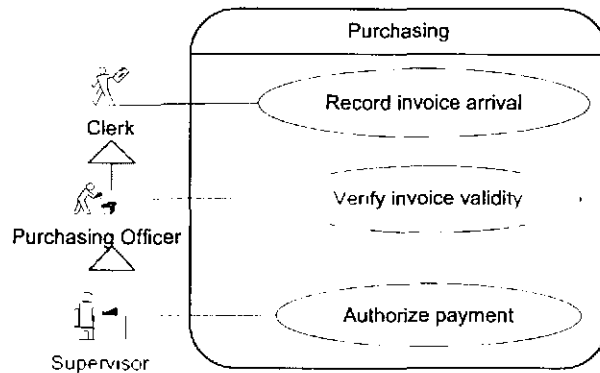 Purchasing
Record invoice arrival
Clerk
Verify invoice validity
Purchasing Officer
Authorize payment
Supervisor